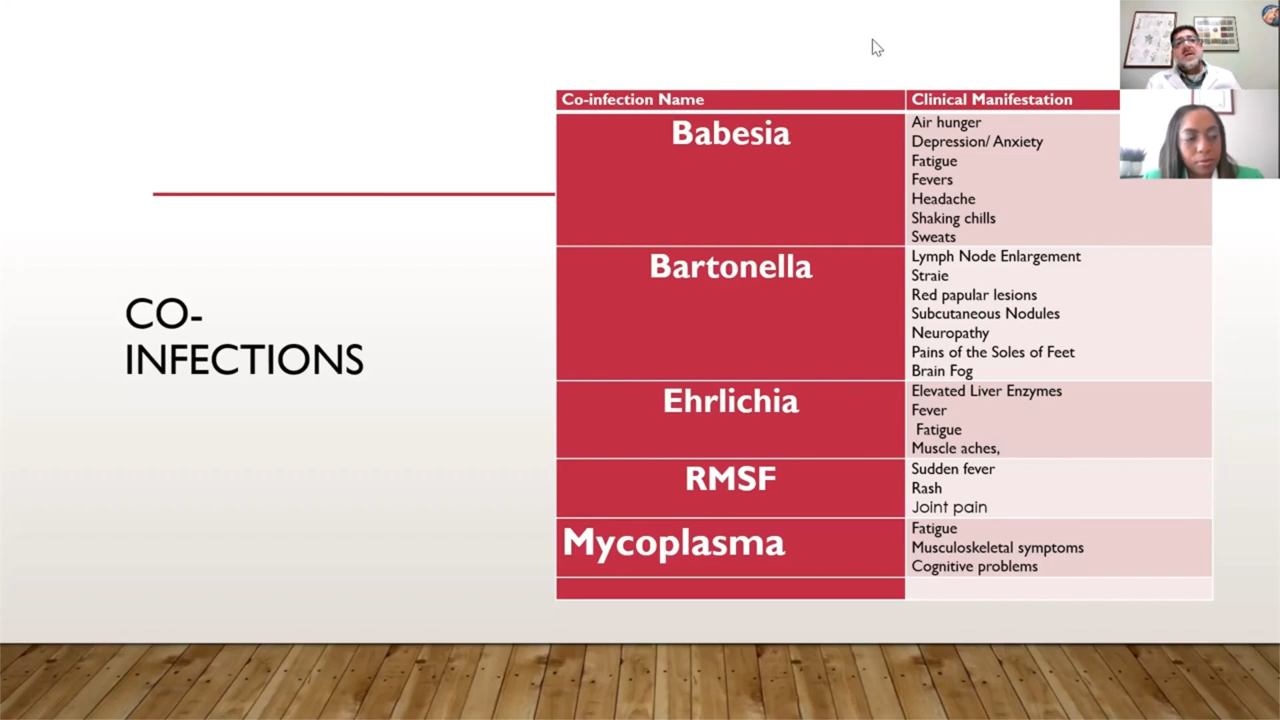 CO-
INFECTIONS
Co-infection Name
Clinical Manifestation
Babesia
Air hunger
Depression/ Anxiety
Fatigue
Fevers
Headache
Shaking chills
Sweats
Bartonella
Lymph Node Enlargement
Straie
Red papular lesions
Subcutaneous Nodules
Neuropathy
Pains of the Soles of Feet
Brain Fog
Ehrlichia
Elevated Liver Enzymes
Fever
Fatigue
Muscle aches,
RMSF
Sudden fever
Rash
Joint pain
Mycoplasma
Fatigue
Musculoskeletal symptoms
Cognitive problems